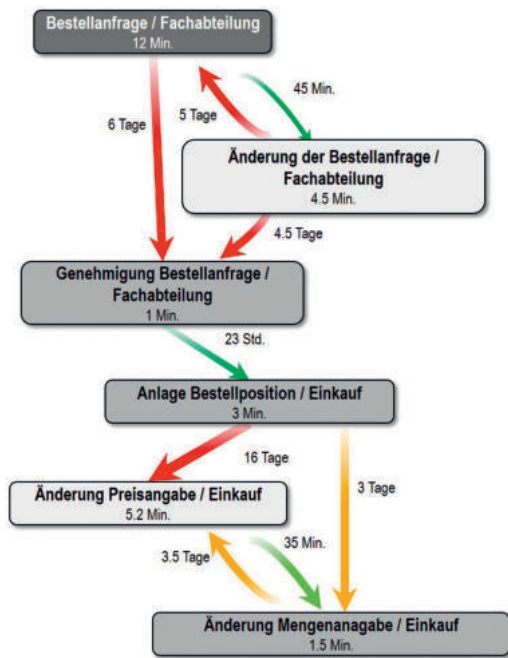 Bestellanfrage / Fachabteilung
12 Min.
45 Min.
5 Tage
6 Tage
Änderung der Bestellanfrage /
Fachabteilung
4.5 Min.
4.5 Tage
Genehmigung Bestellanfrage /
Fachabteilung
1 Min.
23 Std.
Anlage Bestellposition / Einkauf
3 Min.
16 Tage
3 Tage
Änderung Preisangabe / Einkauf
5.2 Min.
35 Min.
3.5 Tage
Änderung Mengenanagabe / Einkauf
1.5 Min.